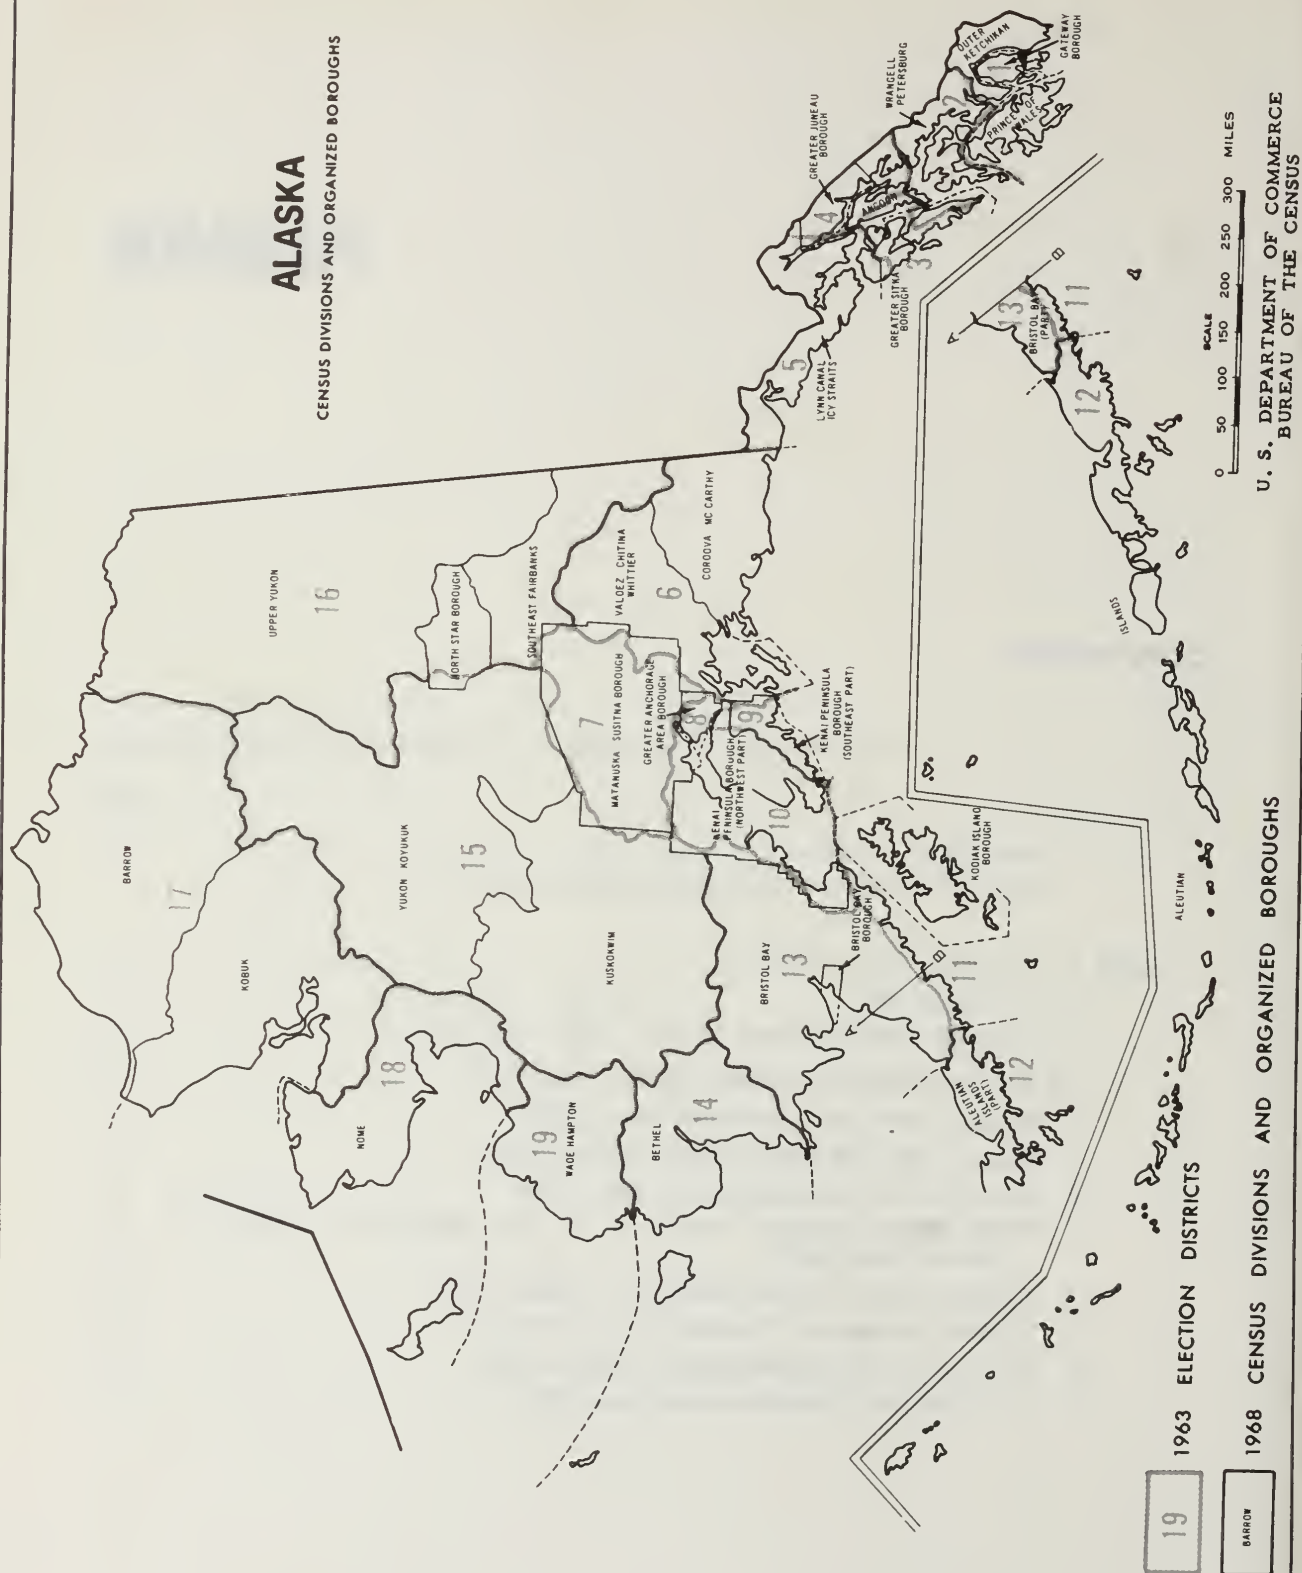 ALASKA
CENSUS DIVISIONS AND ORGANIZED BOROUGHS
BARROW
17
KOBUK
UPPER YUKON
16
YUKON KOYUKUK
15
NORTH STAR BOROUGH
SOUTHEAST FAIRBANKS
NOME
18
WADE HAMPTON
19
BETHEL
14
KUSKOKWIM
MATANUSKA SUSITNA BOROUGH
7
VALDEZ CHITINA
WHITTIER
6
CORDOVA MC CARTHY
GREATER ANCHORAGE
AREA BOROUGH
8
9
KENAI
PENINSULA BOROUGH
(NORTHWEST PART)
10
KENAI PENINSULA
BOROUGH
(SOUTHEAST PART)
BRISTOL BAY
13
BRISTOL BAY
BOROUGH
KODIAK ISLAND
BOROUGH
A
B
11
12
ALEUTIAN
ISLANDS
(PART)
5
LYNN CANAL
ICY STRAITS
GREATER JUNEAU
BOROUGH
4
ANGOON
GREATER SITKA
BOROUGH
3
WRANGELL
PETERSBURG
2
PRINCE OF
WALES
OUTER
KETCHIKAN
1
GATEWAY
BOROUGH
A
B
13
BRISTOL BAY
(PART)
11
12
ALEUTIAN
ISLANDS
SCALE
0 50 100 150 200 250 300 MILES
19
1963 ELECTION DISTRICTS
BARROW
1968 CENSUS DIVISIONS AND ORGANIZED BOROUGHS
U. S. DEPARTMENT OF COMMERCE
BUREAU OF THE CENSUS